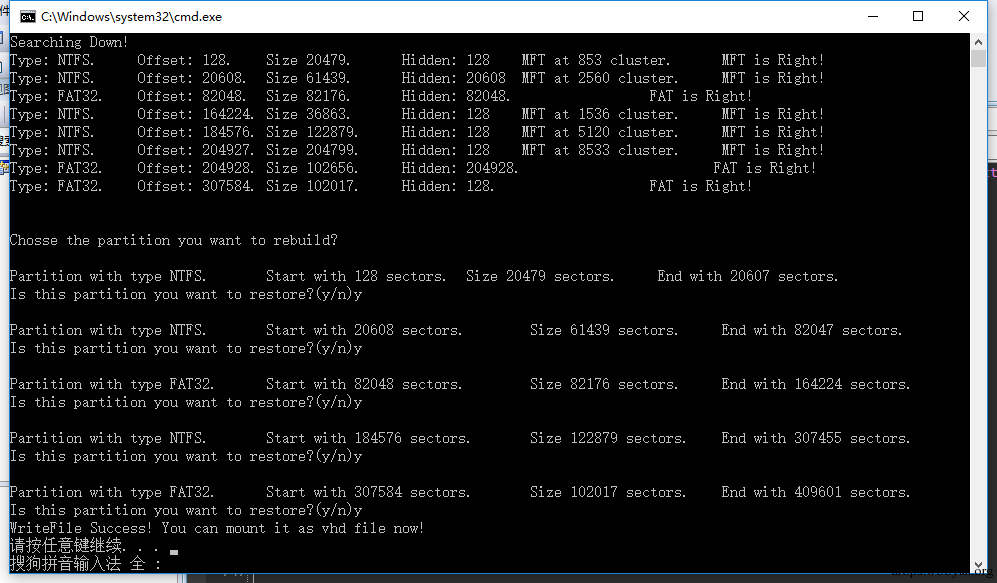 C:\Windows\system32\cmd.exe
Searching Down!
Type: NTFS. Offset: 128. Size 20479. Hidden: 128 MFT at 853 cluster. MFT is Right!
Type: NTFS. Offset: 20608. Size 61439. Hidden: 20608 MFT at 2560 cluster. MFT is Right!
Type: FAT32. Offset: 82048. Size 82176. Hidden: 82048. FAT is Right!
Type: NTFS. Offset: 164224. Size 36863. Hidden: 128 MFT at 1536 cluster. MFT is Right!
Type: NTFS. Offset: 184576. Size 122879. Hidden: 128 MFT at 5120 cluster. MFT is Right!
Type: NTFS. Offset: 204927. Size 204799. Hidden: 128 MFT at 8533 cluster. MFT is Right!
Type: FAT32. Offset: 204928. Size 102656. Hidden: 204928. FAT is Right!
Type: FAT32. Offset: 307584. Size 102017. Hidden: 128. FAT is Right!
Chosse the partition you want to rebuild?
Partition with type NTFS. Start with 128 sectors. Size 20479 sectors. End with 20607 sectors.
Is this partition you want to restore?(y/n)y
Partition with type NTFS. Start with 20608 sectors. Size 61439 sectors. End with 82047 sectors.
Is this partition you want to restore?(y/n)y
Partition with type FAT32. Start with 82048 sectors. Size 82176 sectors. End with 164224 sectors.
Is this partition you want to restore?(y/n)y
Partition with type NTFS. Start with 184576 sectors. Size 122879 sectors. End with 307455 sectors.
Is this partition you want to restore?(y/n)y
Partition with type FAT32. Start with 307584 sectors. Size 102017 sectors. End with 409601 sectors.
Is this partition you want to restore?(y/n)y
WriteFile Success! You can mount it as vhd file now!
请按任意键继续. . .
搜狗拼音输入法 全 :